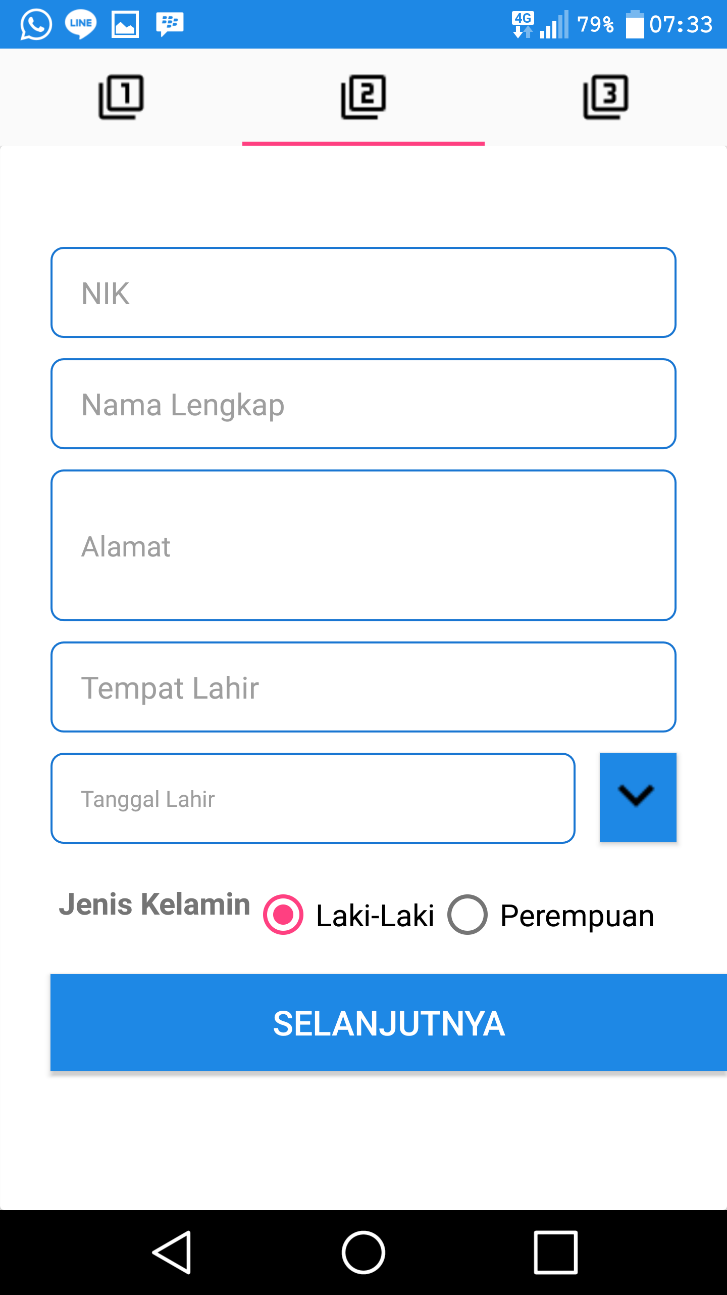 LINE 4G 79% 07:33
1 2 3
NIK
Nama Lengkap
Alamat
Tempat Lahir
Tanggal Lahir
Jenis Kelamin Laki-Laki Perempuan
SELANJUTNYA